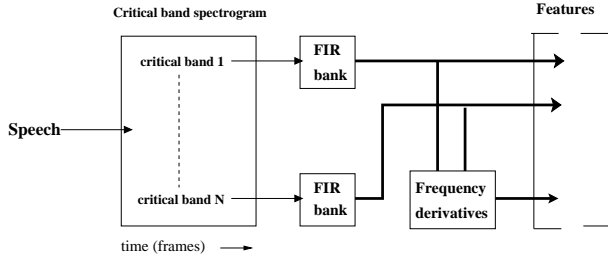 Critical band spectrogram
Features
critical band 1
FIR
bank
Speech
critical band N
FIR
bank
Frequency
derivatives
time (frames)